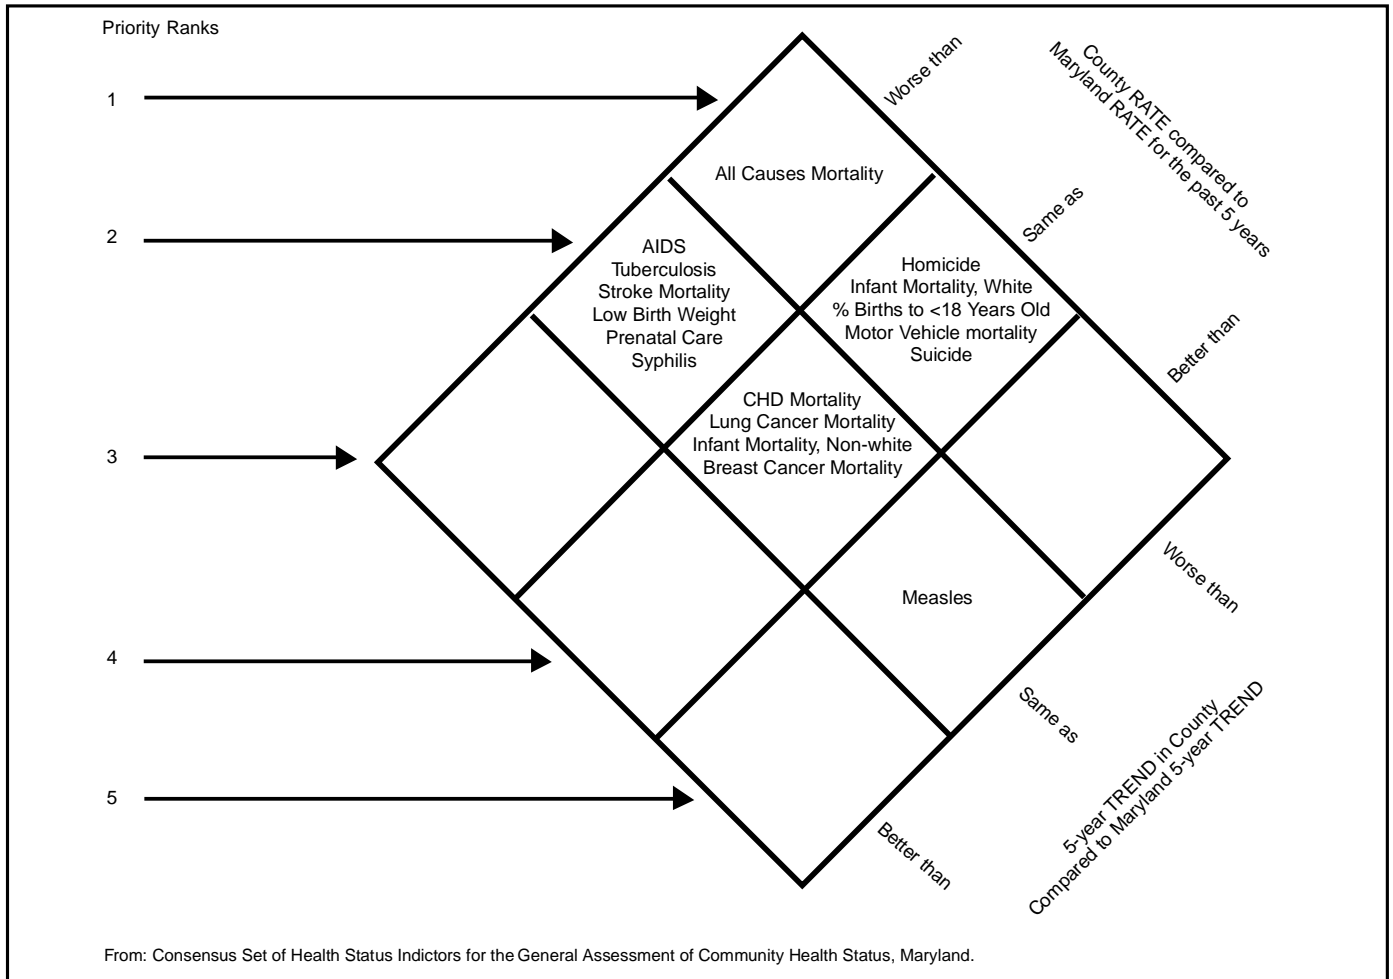 Priority Ranks
1
2
3
4
5
All Causes Mortality
AIDS
Tuberculosis
Stroke Mortality
Low Birth Weight
Prenatal Care
Syphilis
Homicide
Infant Mortality, White
% Births to <18 Years Old
Motor Vehicle mortality
Suicide
CHD Mortality
Lung Cancer Mortality
Infant Mortality, Non-white
Breast Cancer Mortality
Measles
Worse than
Same as
Better than
County RATE compared to
Maryland RATE for the past 5 years
Worse than
Same as
Better than
5-year TREND in County
Compared to Maryland 5-year TREND
From: Consensus Set of Health Status Indictors for the General Assessment of Community Health Status, Maryland.